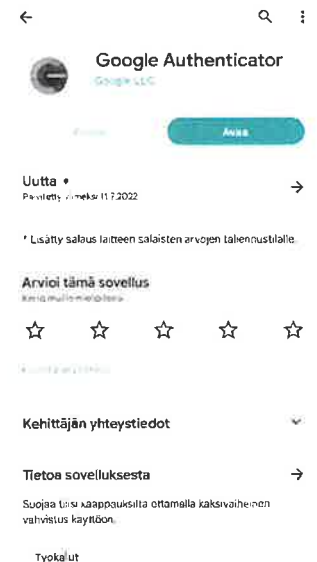 Google Authenticator
Google LLC
Avaa
Uutta •
Päivitetty viimeksi 11.7.2022
* Lisätty salaus laitteen salaisten arvojen tallennustilalle.
Arvioi tämä sovellus
Kerro muille mielipiteesi
Kehittäjän yhteystiedot
Tietoa sovelluksesta
Suojaa tilisi kaappauksilta ottamalla kaksivaiheinen
vahvistus käyttöön.
Työkalut